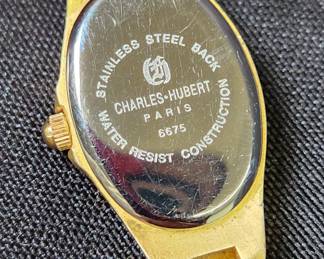 STAINLESS STEEL BACK
CHARLES-HUBERT
PARIS
6675
WATER RESIST CONSTRUCTION